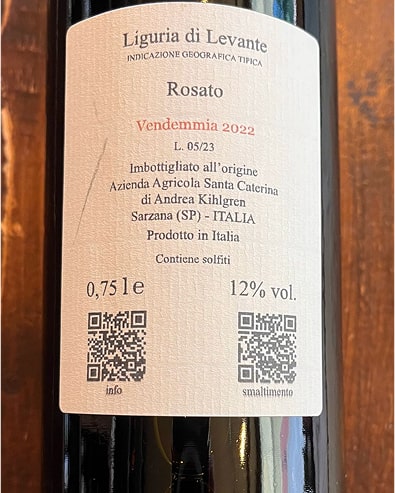 Liguria di Levante
INDICAZIONE GEOGRAFICA TIPICA
Rosato
Vendemmia 2022
L. 05/23
Imbottigliato all'origine
Azienda Agricola Santa Caterina
di Andrea Kihlgren
Sarzana (SP) - ITALIA
Prodotto in Italia
Contiene solfiti
0,75 l e 12% vol.
info smaltimento